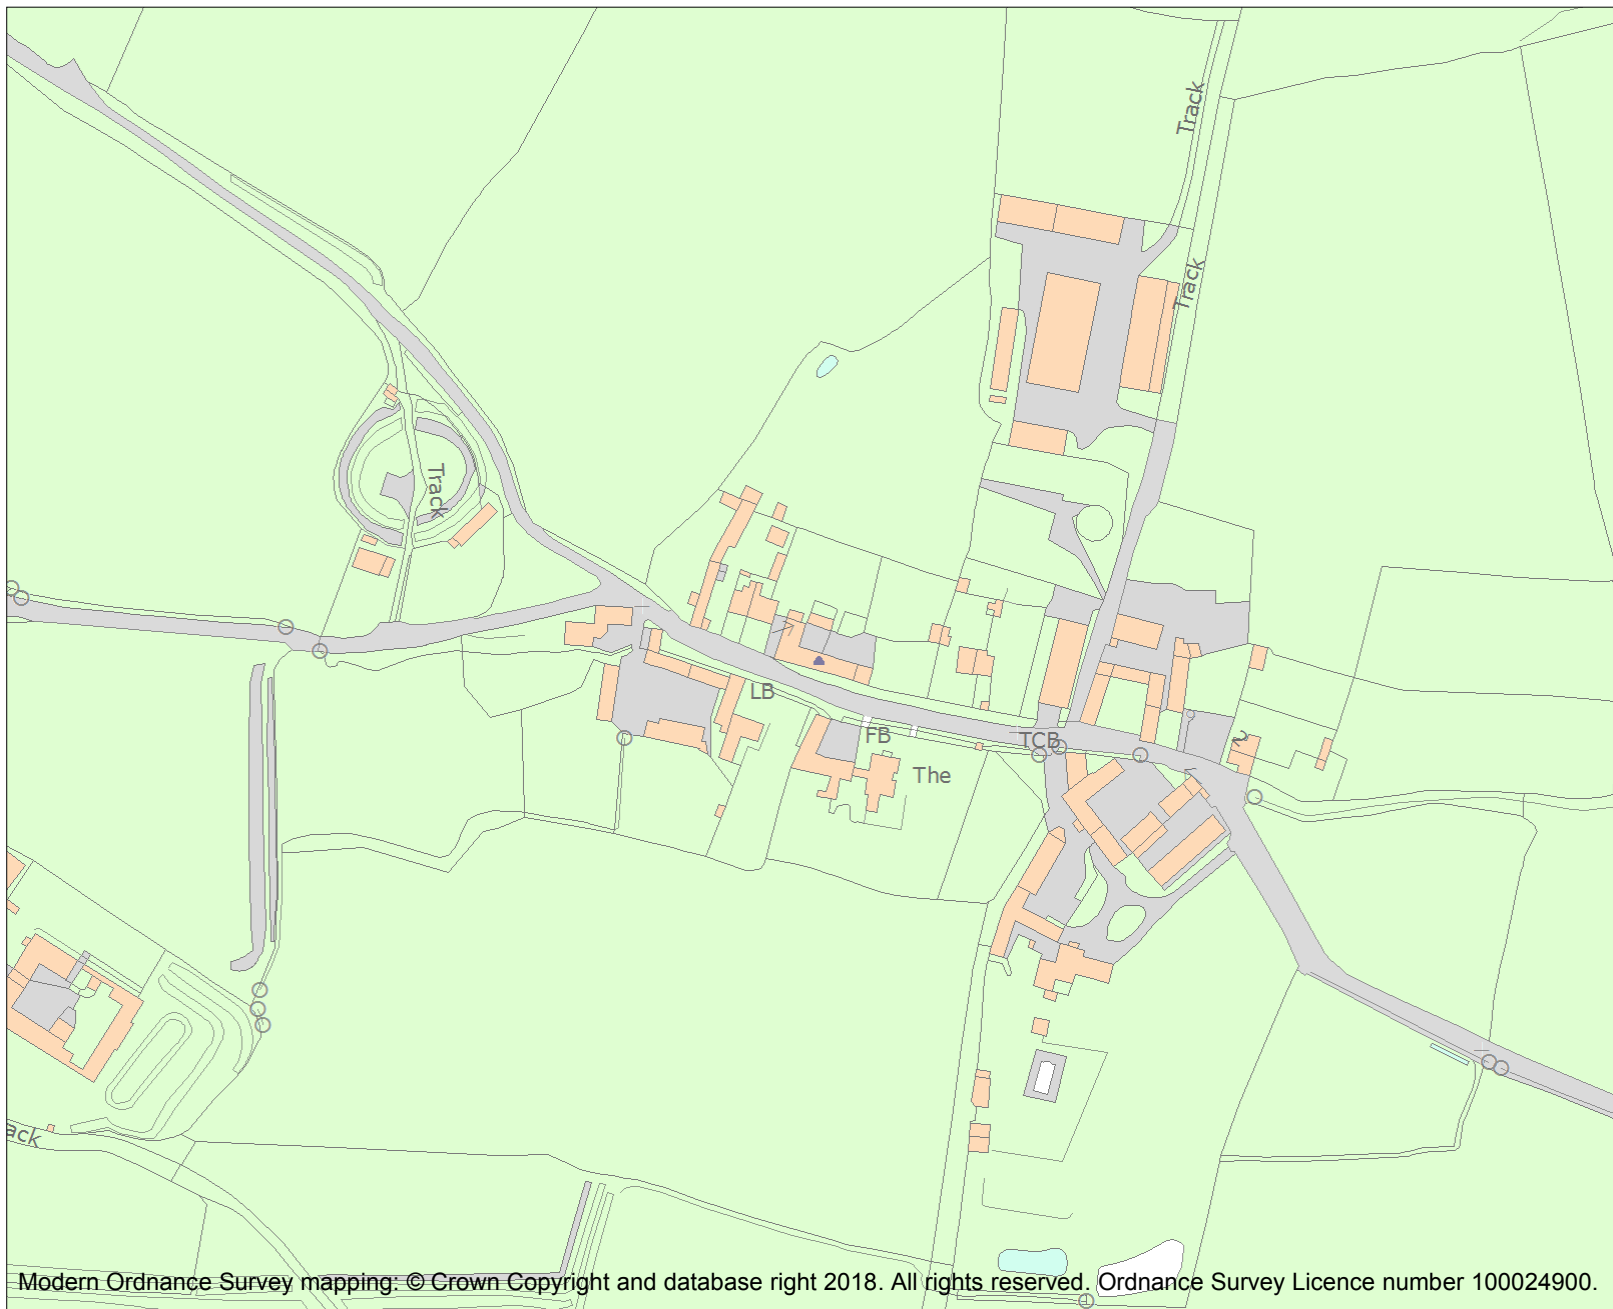 Track
Track
Track
LB
FB
TCB
The
ack
Modern Ordnance Survey mapping: © Crown Copyright and database right 2018. All rights reserved. Ordnance Survey Licence number 100024900.